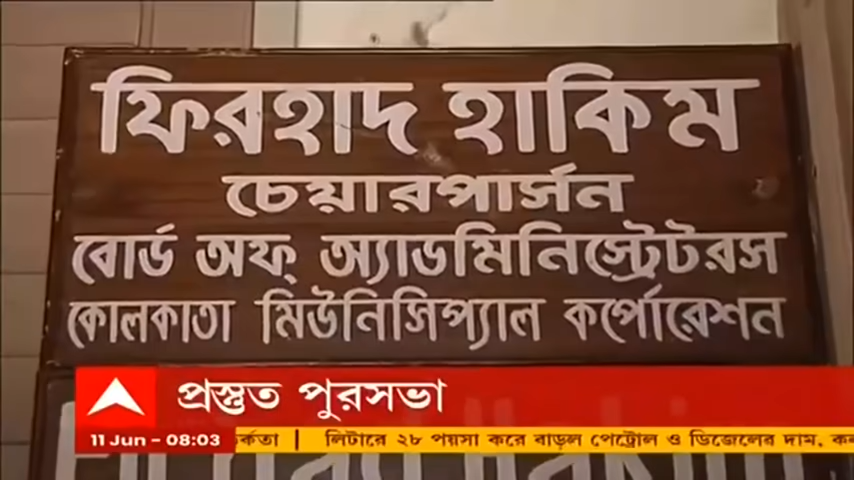 ফিরহাদ হাকিম
চেয়ারপার্সন
বোর্ড অফ্ অ্যাডমিনিস্ট্রেটরস
কোলকাতা মিউনিসিপ্যাল কর্পোরেশন
প্রস্তুত পুরসভা
11 Jun - 08:03
র্কতা | লিটারে ২৮ পয়সা করে বাড়ল পেট্রোল ও ডিজেলের দাম,